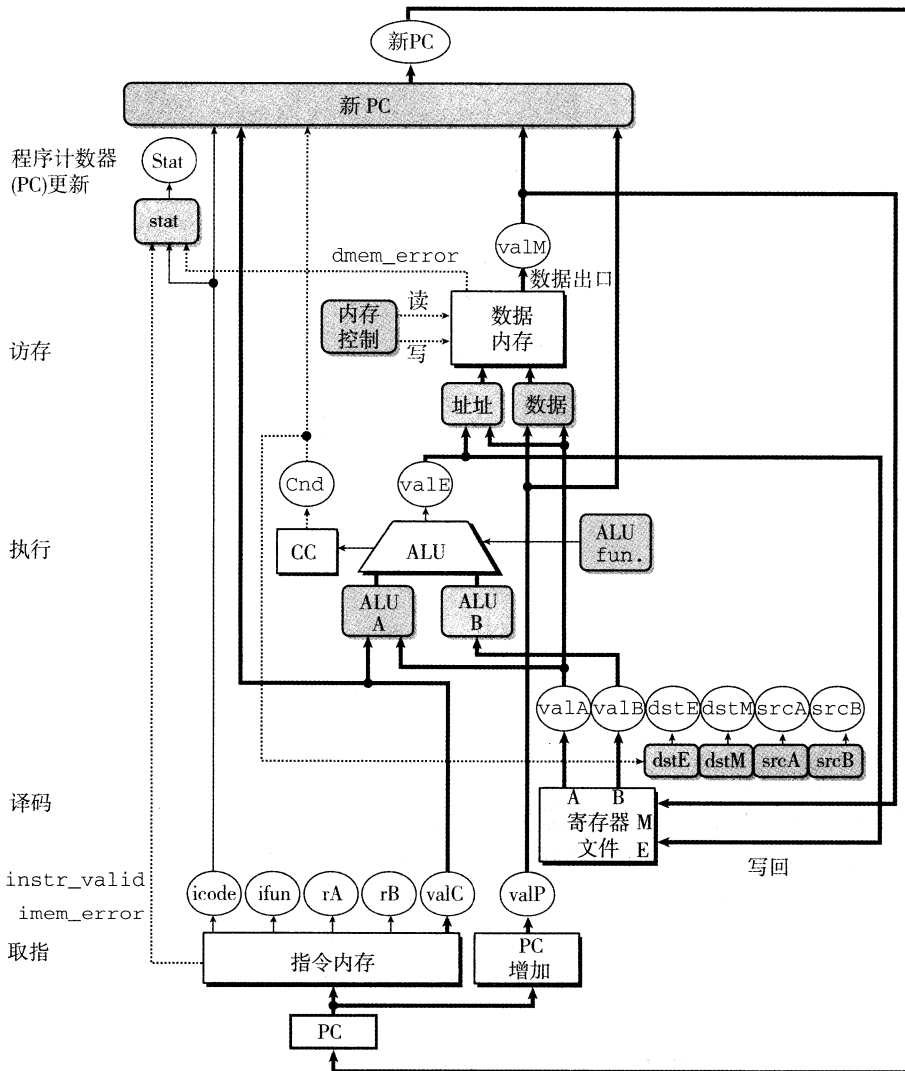 新PC
新 PC
程序计数器
(PC)更新
Stat
stat
dmem_error
valM
数据出口
内存
控制
读
写
数据
内存
访存
址址
数据
Cnd
valE
执行
CC
ALU
ALU
fun.
ALU
A
ALU
B
valA
valB
dstE
dstM
srcA
srcB
dstE
dstM
srcA
srcB
译码
A
B
寄存器
文件
M
E
写回
instr_valid
imem_error
icode
ifun
rA
rB
valC
valP
取指
指令内存
PC
增加
PC